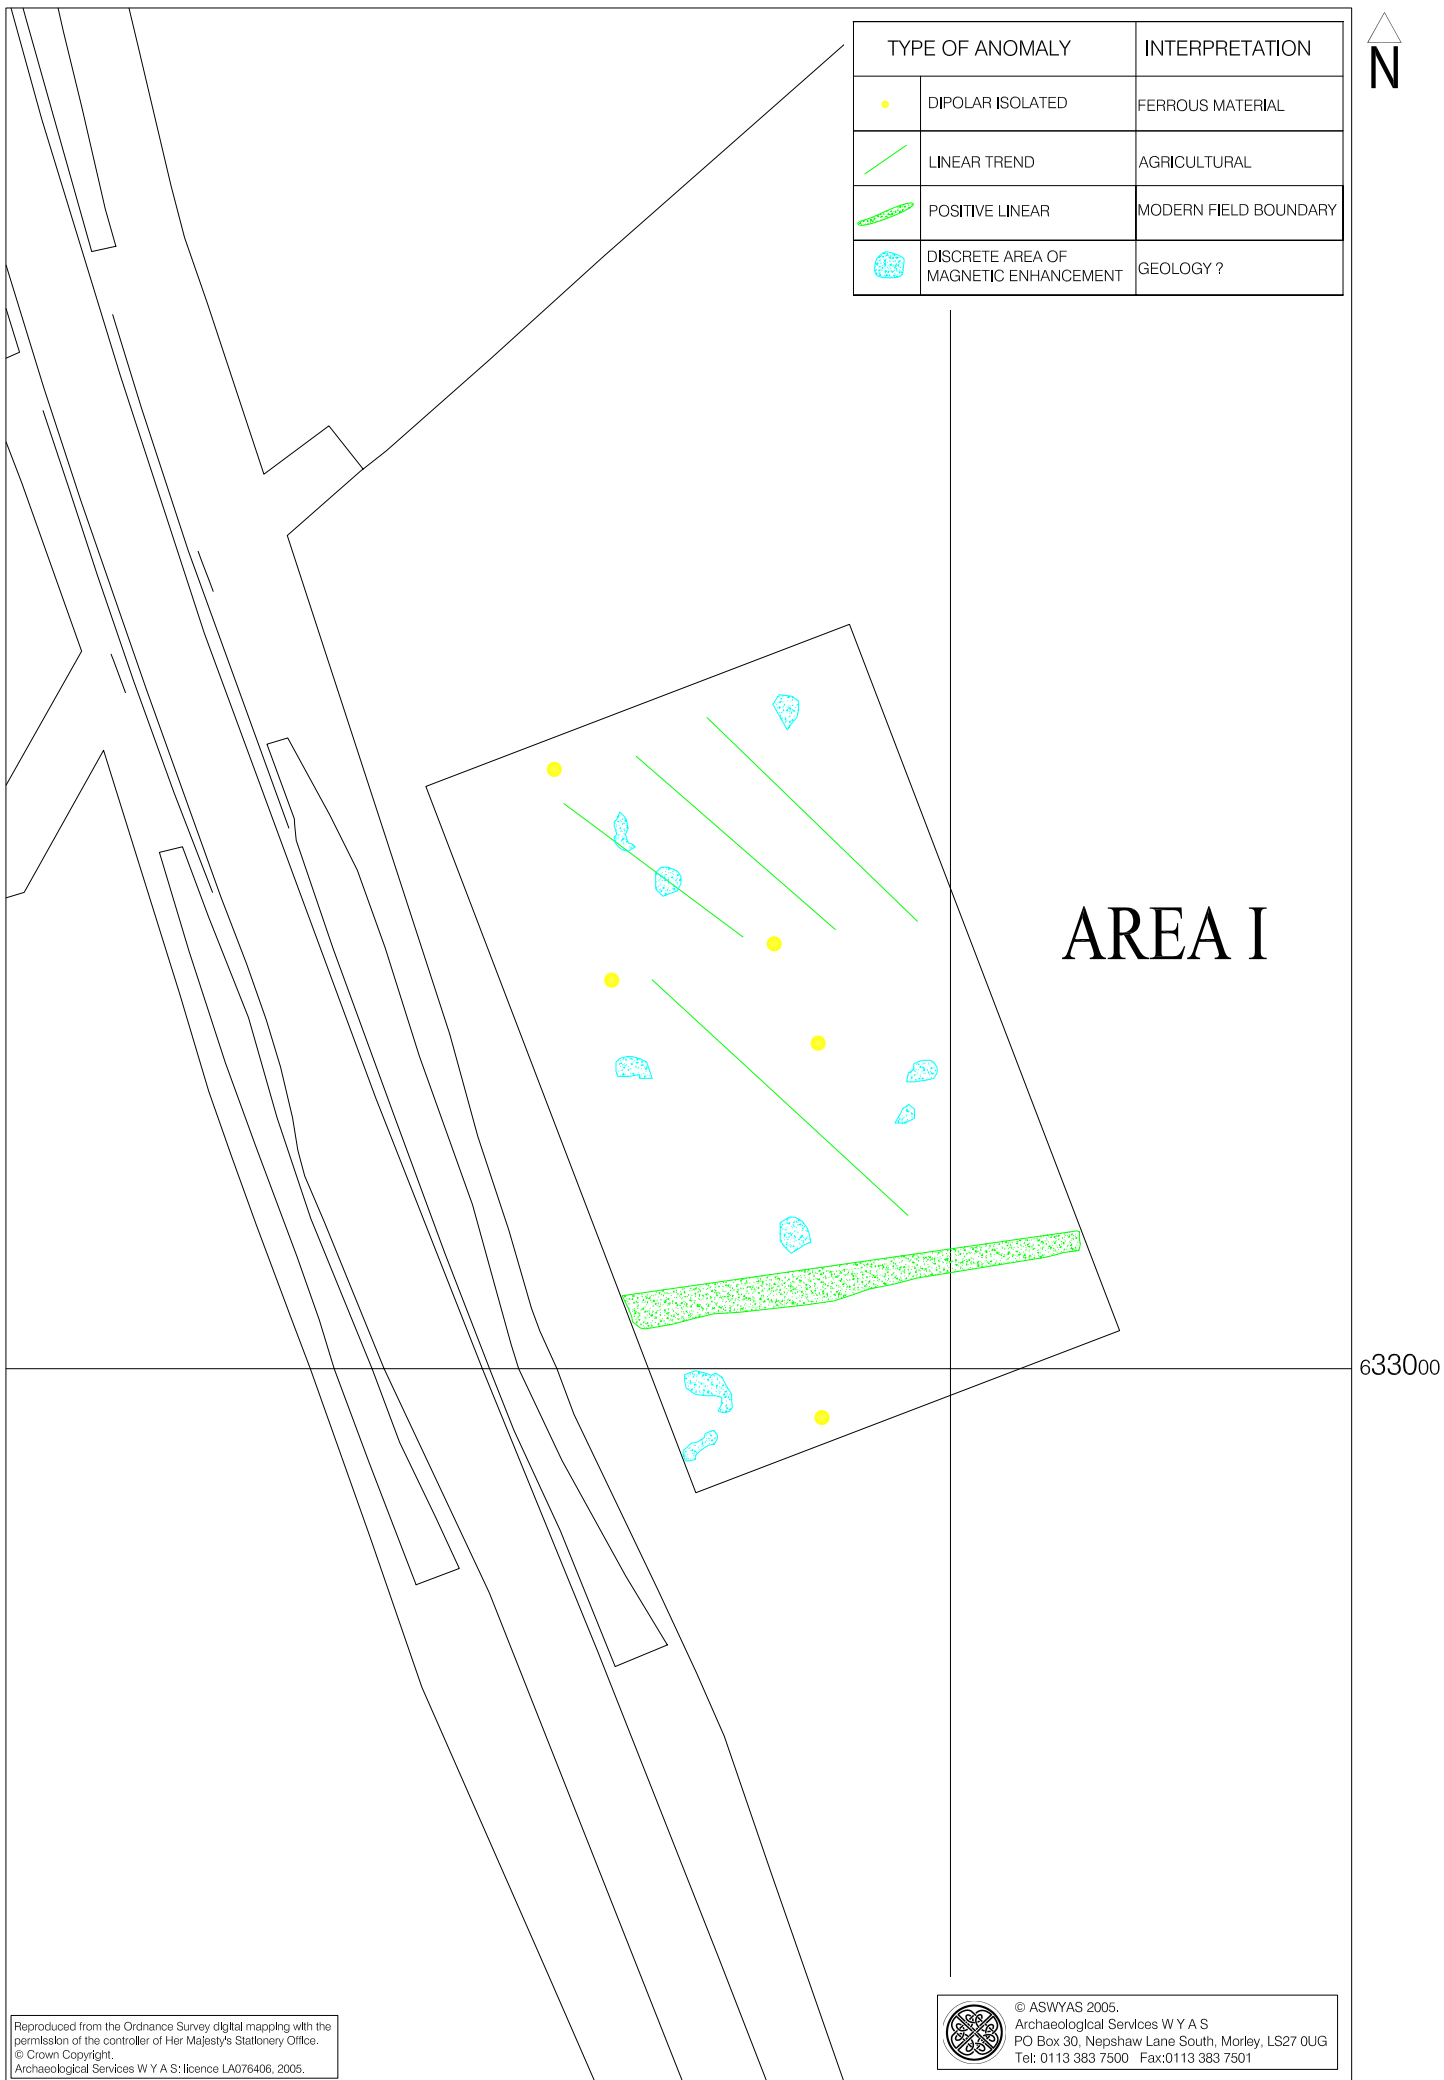 TYPE OF ANOMALY INTERPRETATION
N
DIPOLAR ISOLATED FERROUS MATERIAL
LINEAR TREND AGRICULTURAL
POSITIVE LINEAR MODERN FIELD BOUNDARY
DISCRETE AREA OF
MAGNETIC ENHANCEMENT GEOLOGY ?
AREA I
633000
Reproduced from the Ordnance Survey digital mapping with the
permission of the controller of Her Majesty's Stationery Office.
© Crown Copyright.
Archaeological Services W Y A S: licence LA076406, 2005.
© ASWYAS 2005.
Archaeological Services W Y A S
PO Box 30, Nepshaw Lane South, Morley, LS27 0UG
Tel: 0113 383 7500 Fax:0113 383 7501